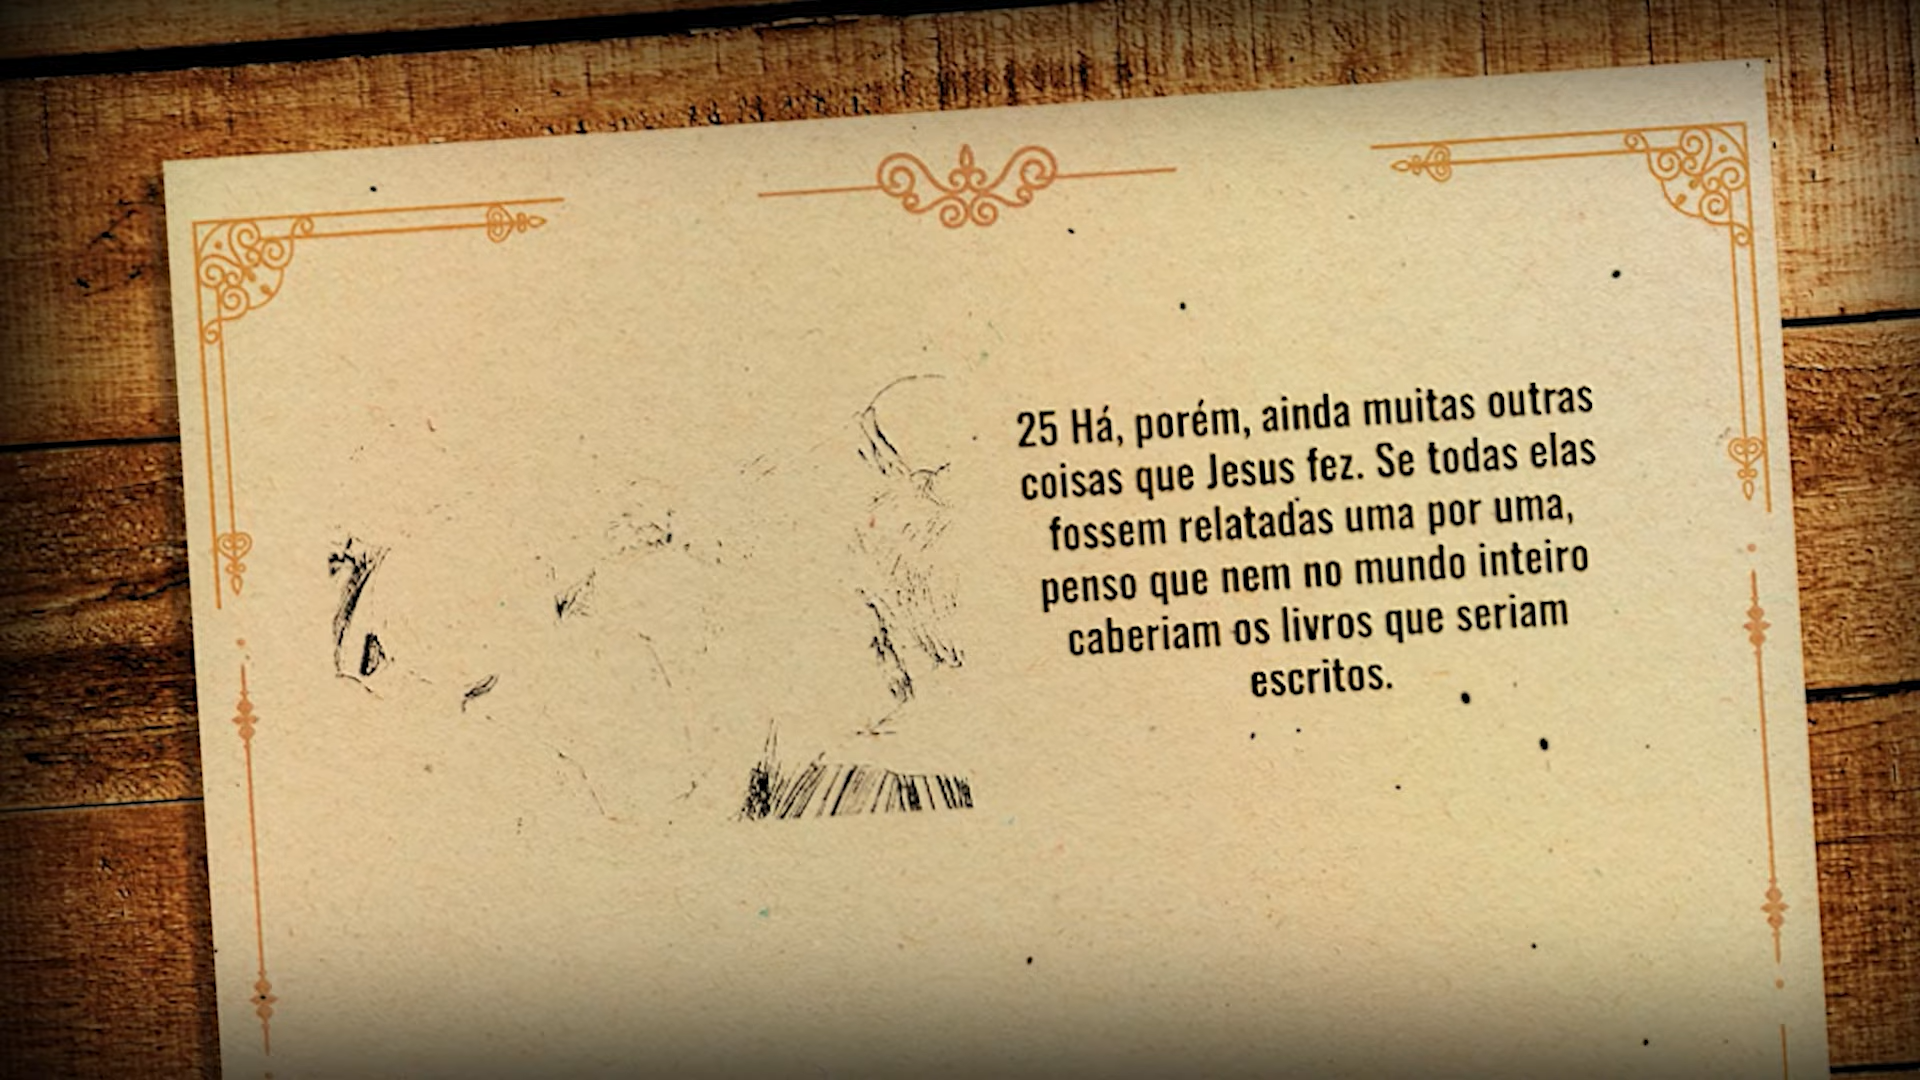 25 Há, porém, ainda muitas outras
coisas que Jesus fez. Se todas elas
fossem relatadas uma por uma,
penso que nem no mundo inteiro
caberiam os livros que seriam
escritos.